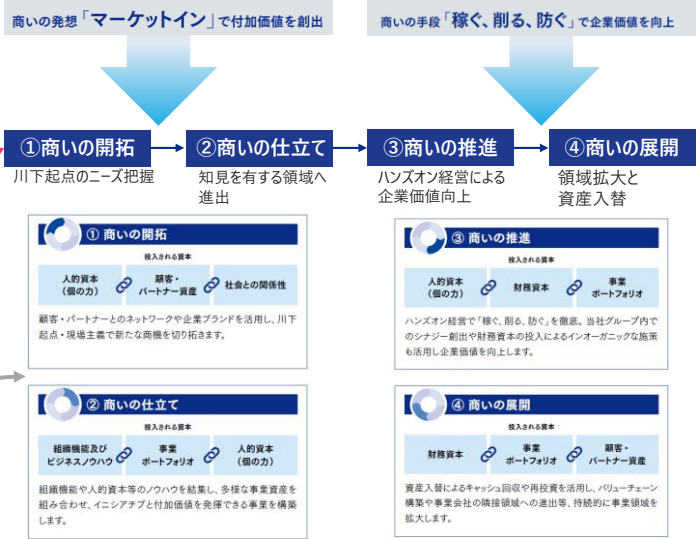 商いの発想「マーケットイン」で付加価値を創出
商いの手段「稼ぐ、削る、防ぐ」で企業価値を向上
①商いの開拓
②商いの仕立て
③商いの推進
④商いの展開
川下起点のニーズ把握
知見を有する領域へ
進出
ハンズオン経営による
企業価値向上
領域拡大と
資産入替
① 商いの開拓
投入される資本
人的資本
（個の力）
顧客・
パートナー資産
社会との関係性
顧客・パートナーとのネットワークや企業ブランドを活用し、川下
起点・現場主義で新たな商機を切り拓きます。
② 商いの仕立て
投入される資本
組織機能及び
ビジネスノウハウ
事業
ポートフォリオ
人的資本
（個の力）
組織機能や人的資本等のノウハウを結集し、多様な事業資産を
組み合わせ、イニシアチブと付加価値を発揮できる事業を構築
します。
③ 商いの推進
投入される資本
人的資本
（個の力）
財務資本
事業
ポートフォリオ
ハンズオン経営で「稼ぐ、削る、防ぐ」を徹底。当社グループ内で
のシナジー創出や財務資本の投入によるインオーガニックな施策
も活用し企業価値を向上します。
④ 商いの展開
投入される資本
財務資本
事業
ポートフォリオ
顧客・
パートナー資産
資産入替によるキャッシュ回収や再投資を活用し、バリューチェーン
構築や事業会社の隣接領域への進出等、持続的に事業領域を
拡大します。